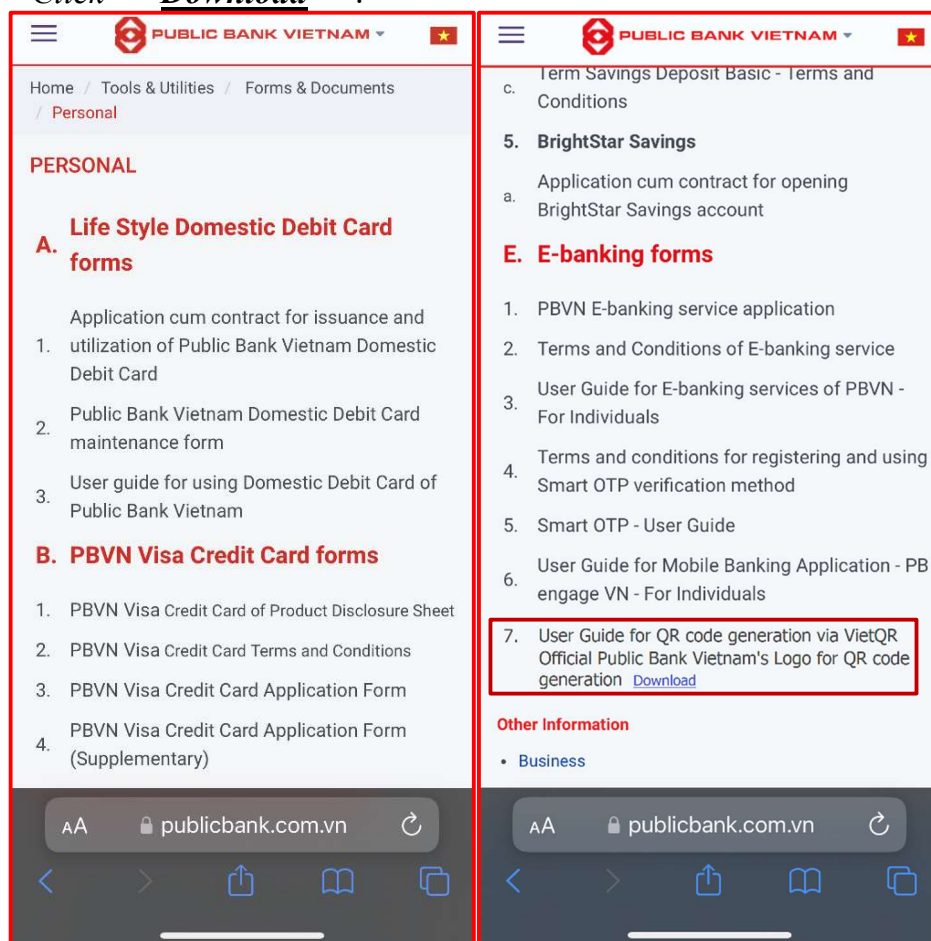 Click Download .
PUBLIC BANK VIETNAM
Home / Tools & Utilities / Forms & Documents
/ Personal
PERSONAL
A. Life Style Domestic Debit Card
forms
1. Application cum contract for issuance and
utilization of Public Bank Vietnam Domestic
Debit Card
2. Public Bank Vietnam Domestic Debit Card
maintenance form
3. User guide for using Domestic Debit Card of
Public Bank Vietnam
B. PBVN Visa Credit Card forms
1. PBVN Visa Credit Card of Product Disclosure Sheet
2. PBVN Visa Credit Card Terms and Conditions
3. PBVN Visa Credit Card Application Form
4. PBVN Visa Credit Card Application Form
(Supplementary)
AA publicbank.com.vn
PUBLIC BANK VIETNAM
c. Term Savings Deposit Basic - Terms and
Conditions
5. BrightStar Savings
a. Application cum contract for opening
BrightStar Savings account
E. E-banking forms
1. PBVN E-banking service application
2. Terms and Conditions of E-banking service
3. User Guide for E-banking services of PBVN -
For Individuals
4. Terms and conditions for registering and using
Smart OTP verification method
5. Smart OTP - User Guide
6. User Guide for Mobile Banking Application - PB
engage VN - For Individuals
7. User Guide for QR code generation via VietQR
Official Public Bank Vietnam's Logo for QR code
generation Download
Other Information
• Business
AA publicbank.com.vn